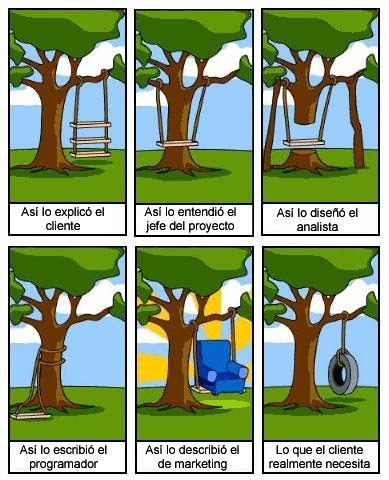 Así lo explicó el
cliente
Así lo entendió el
jefe del proyecto
Así lo diseñó el
analista
Así lo escribió el
programador
Así lo describió el
de marketing
Lo que el cliente
realmente necesita